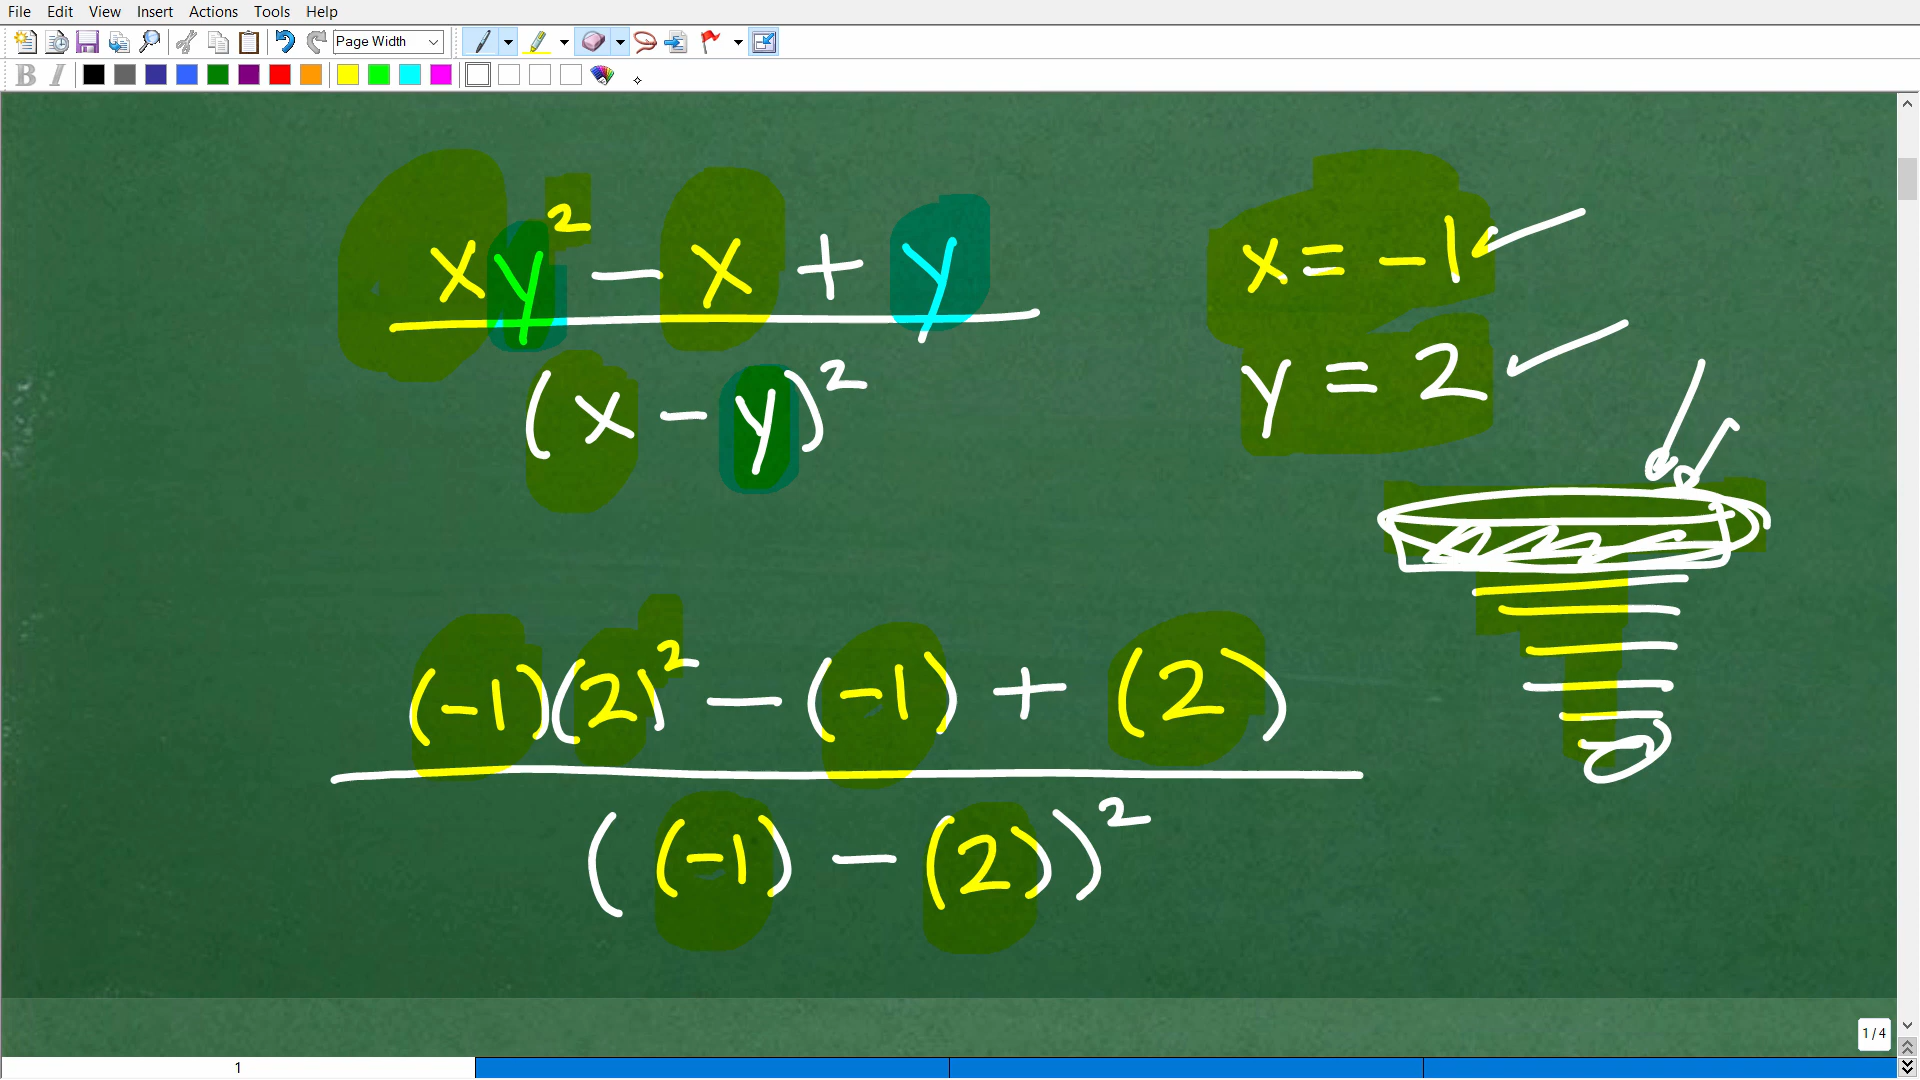 File Edit View Insert Actions Tools Help
Page Width
B I
xy² − x + y
(x − y)²
x = −1
y = 2
(−1)(2)² − (−1) + (2)
((−1) − (2))²
1 / 4
1